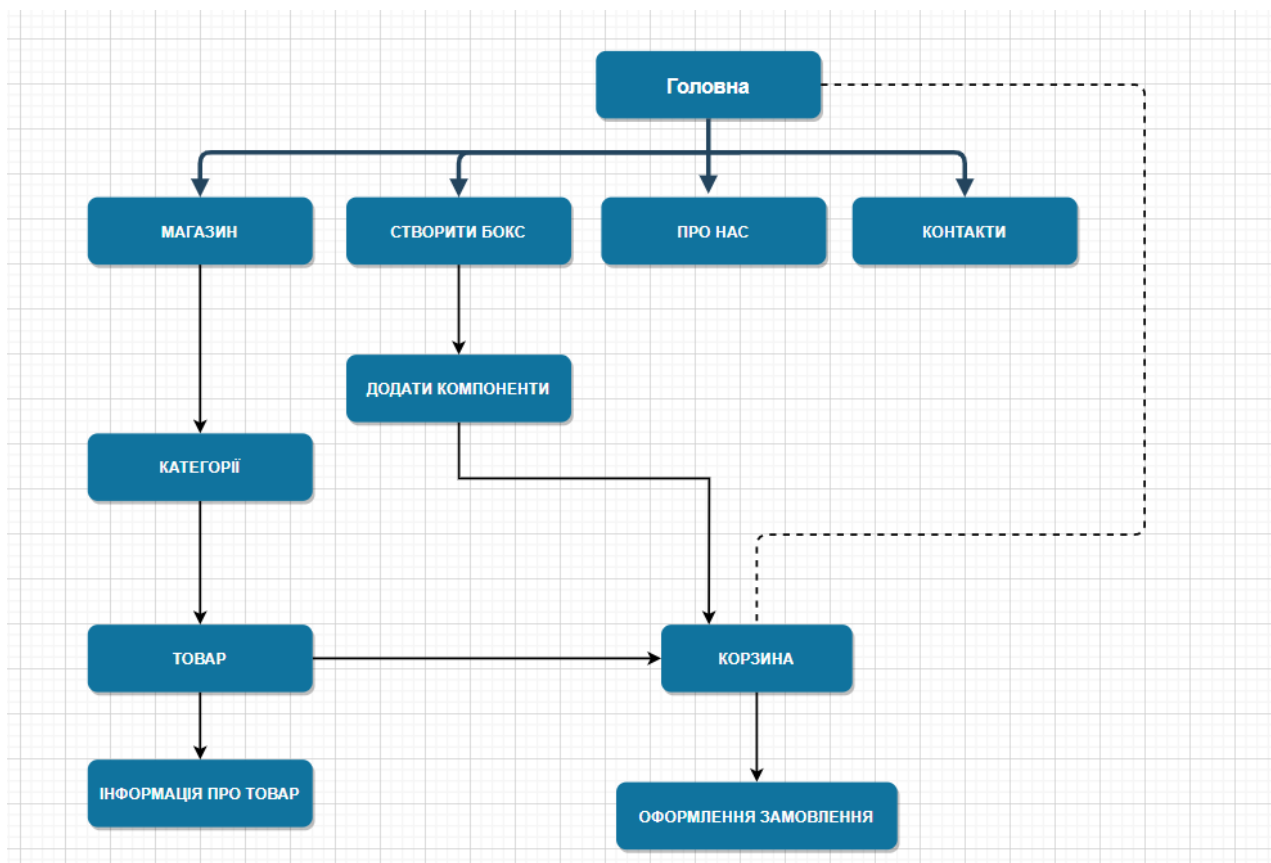 Головна
МАГАЗИН
СТВОРИТИ БОКС
ПРО НАС
КОНТАКТИ
ДОДАТИ КОМПОНЕНТИ
КАТЕГОРІЇ
ТОВАР
КОРЗИНА
ІНФОРМАЦІЯ ПРО ТОВАР
ОФОРМЛЕННЯ ЗАМОВЛЕННЯ